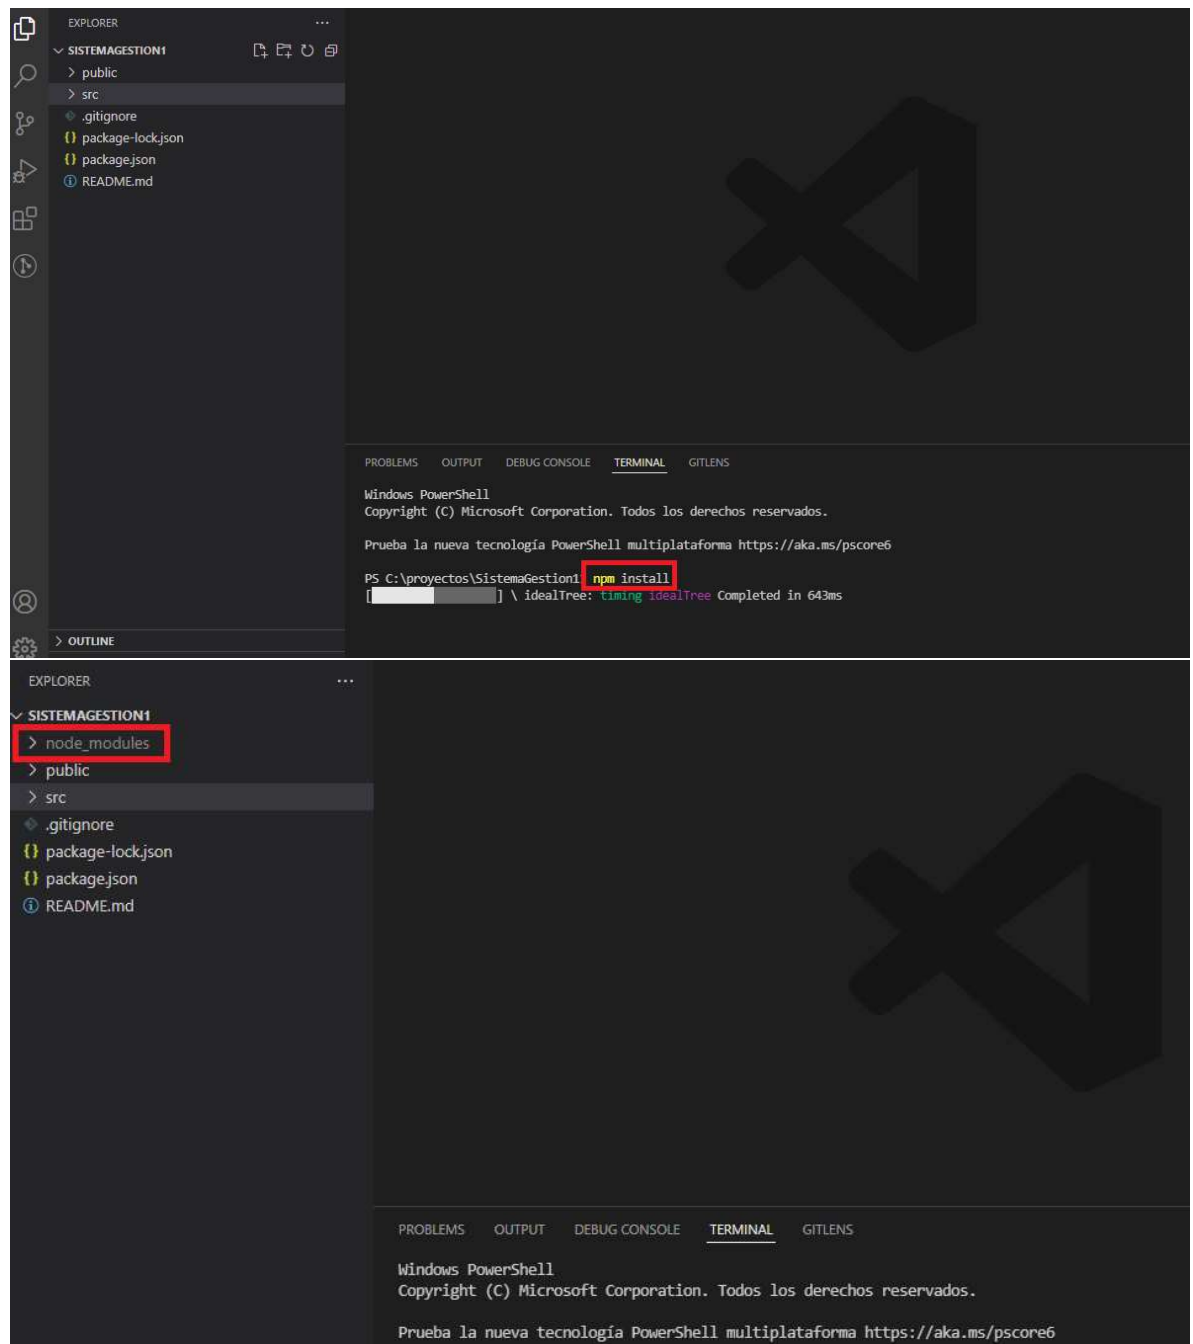 EXPLORER
SISTEMAGESTION1
public
src
.gitignore
package-lock.json
package.json
README.md
OUTLINE
PROBLEMS OUTPUT DEBUG CONSOLE TERMINAL GITLENS
Windows PowerShell
Copyright (C) Microsoft Corporation. Todos los derechos reservados.
Prueba la nueva tecnología PowerShell multiplataforma https://aka.ms/pscore6
PS C:\proyectos\SistemaGestion1> npm install
[ ] \ idealTree: timing idealTree Completed in 643ms
EXPLORER
SISTEMAGESTION1
node_modules
public
src
.gitignore
package-lock.json
package.json
README.md
PROBLEMS OUTPUT DEBUG CONSOLE TERMINAL GITLENS
Windows PowerShell
Copyright (C) Microsoft Corporation. Todos los derechos reservados.
Prueba la nueva tecnología PowerShell multiplataforma https://aka.ms/pscore6